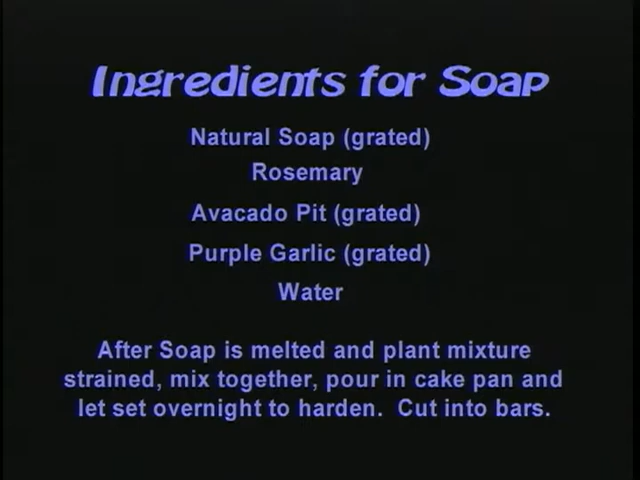 Ingredients for Soap
Natural Soap (grated)
Rosemary
Avacado Pit (grated)
Purple Garlic (grated)
Water
After Soap is melted and plant mixture
strained, mix together, pour in cake pan and
let set overnight to harden.  Cut into bars.